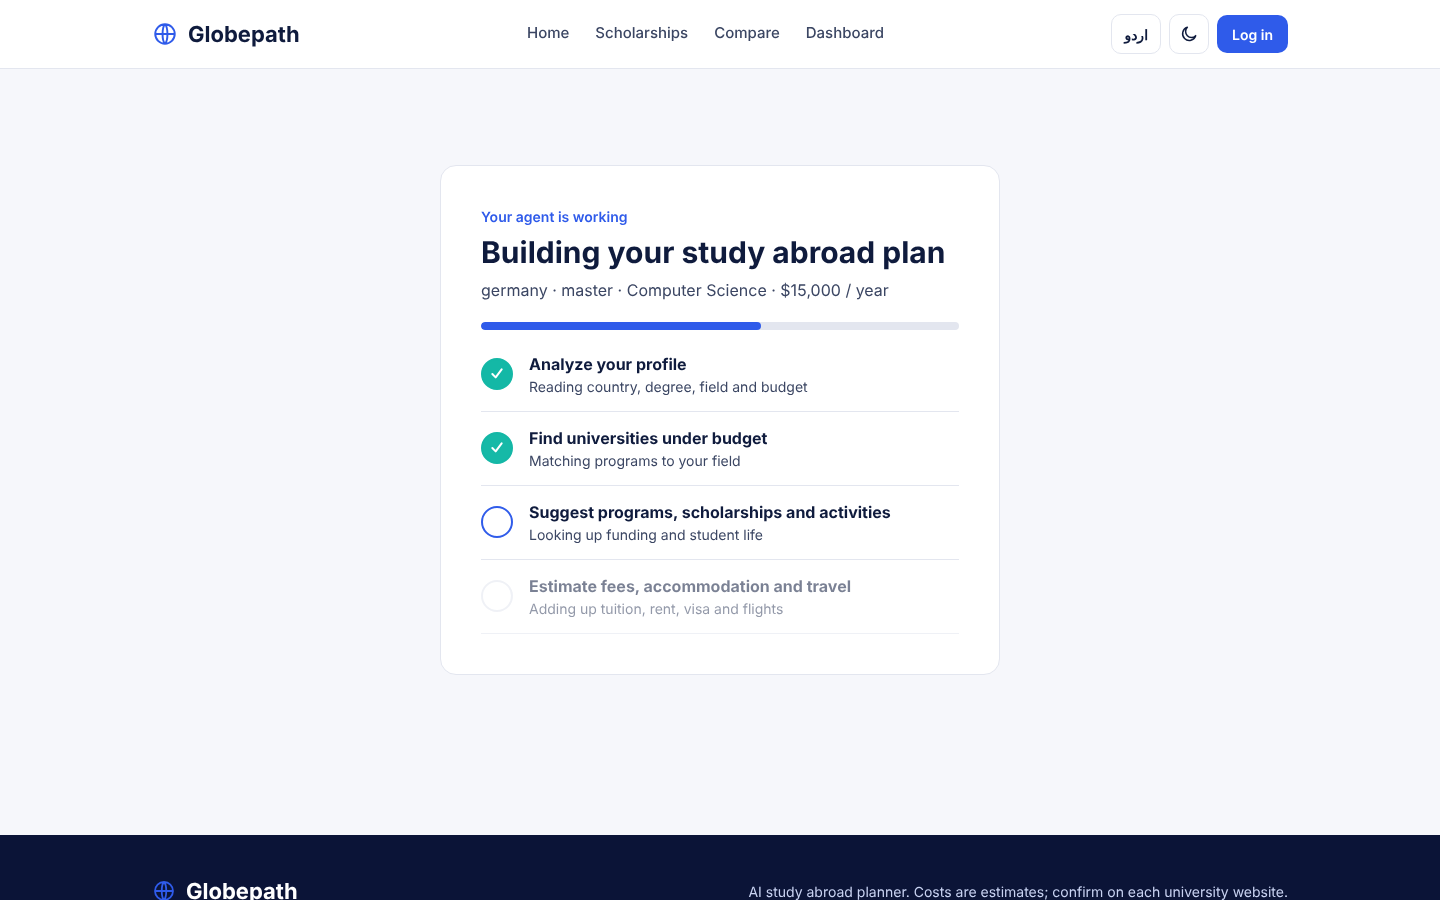 Globepath
Home
Scholarships
Compare
Dashboard
اردو
Log in
Your agent is working
Building your study abroad plan
germany · master · Computer Science · $15,000 / year
Analyze your profile
Reading country, degree, field and budget
Find universities under budget
Matching programs to your field
Suggest programs, scholarships and activities
Looking up funding and student life
Estimate fees, accommodation and travel
Adding up tuition, rent, visa and flights
Globepath
AI study abroad planner. Costs are estimates; confirm on each university website.